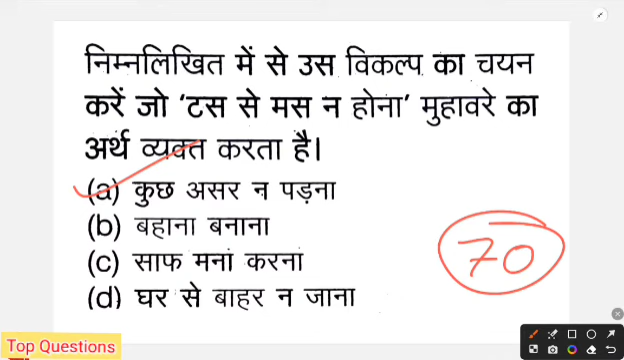 निम्नलिखित में से उस विकल्प का चयन
करें जो 'टस से मस न होना' मुहावरे का
अर्थ व्यक्त करता है।
(a) कुछ असर न पड़ना
(b) बहाना बनाना
(c) साफ मना करना
(d) घर से बाहर न जाना
70
Top Questions